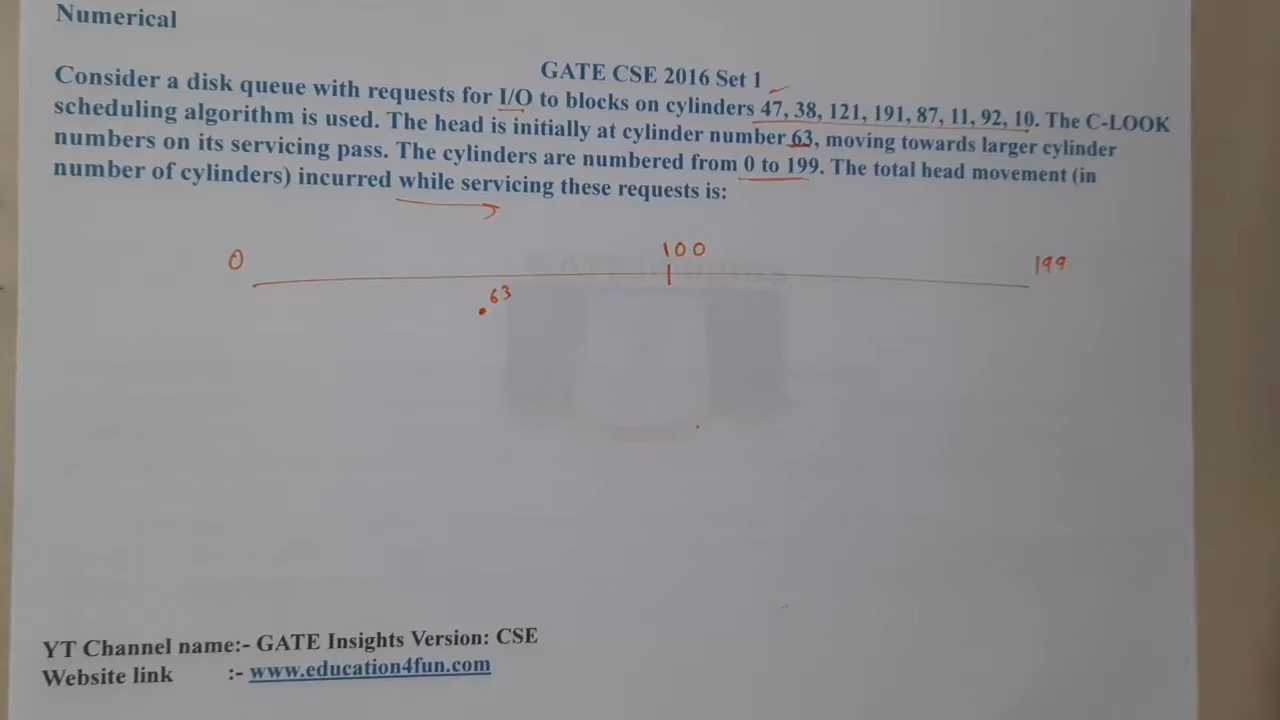 Numerical
GATE CSE 2016 Set 1
Consider a disk queue with requests for I/O to blocks on cylinders 47, 38, 121, 191, 87, 11, 92, 10. The C-LOOK
scheduling algorithm is used. The head is initially at cylinder number 63, moving towards larger cylinder
numbers on its servicing pass. The cylinders are numbered from 0 to 199. The total head movement (in
number of cylinders) incurred while servicing these requests is:
0 100 199
63
GATE Insights
YT Channel name:- GATE Insights Version: CSE
Website link :- www.education4fun.com